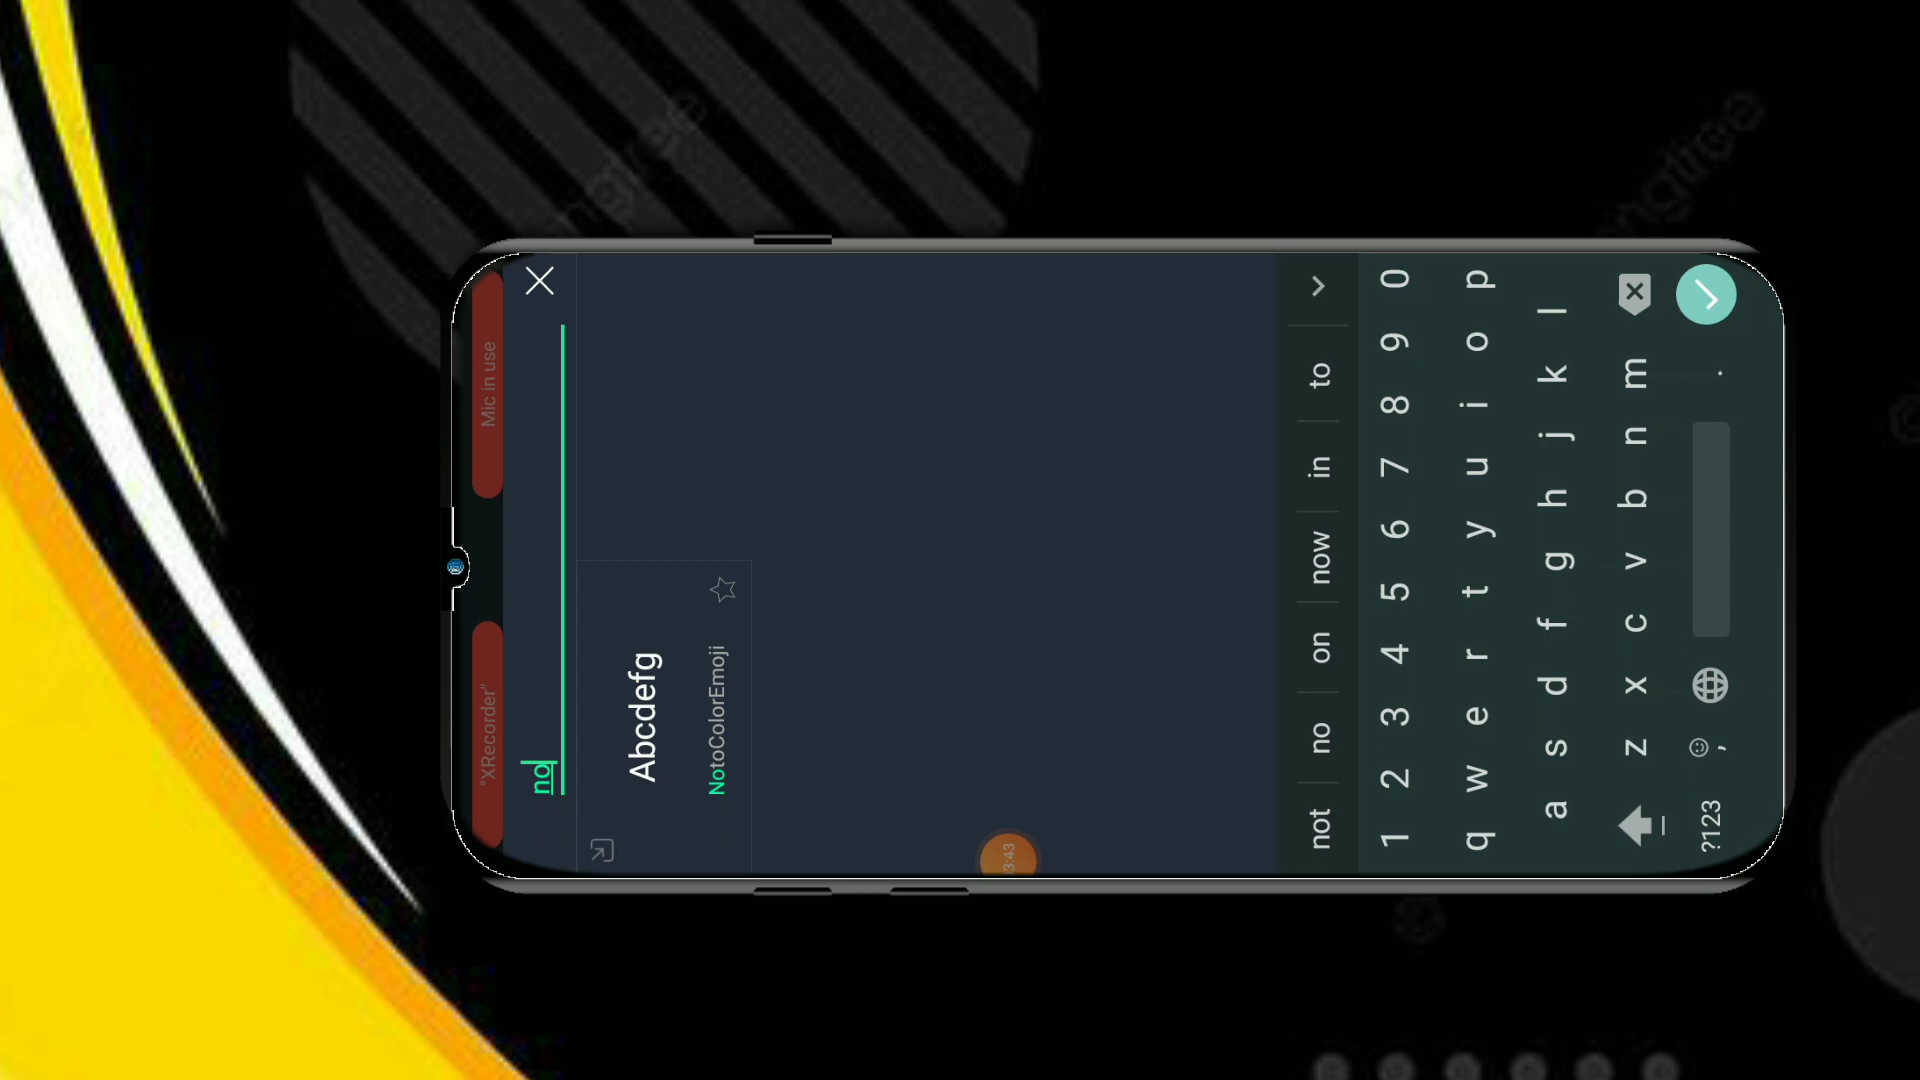 "XRecorder" Mic in use
no
Abcdefg
NotoColorEmoji
3:43
not no on now in to
1 2 3 4 5 6 7 8 9 0
q w e r t y u i o p
a s d f g h j k l
z x c v b n m
?123 , .
pngtree